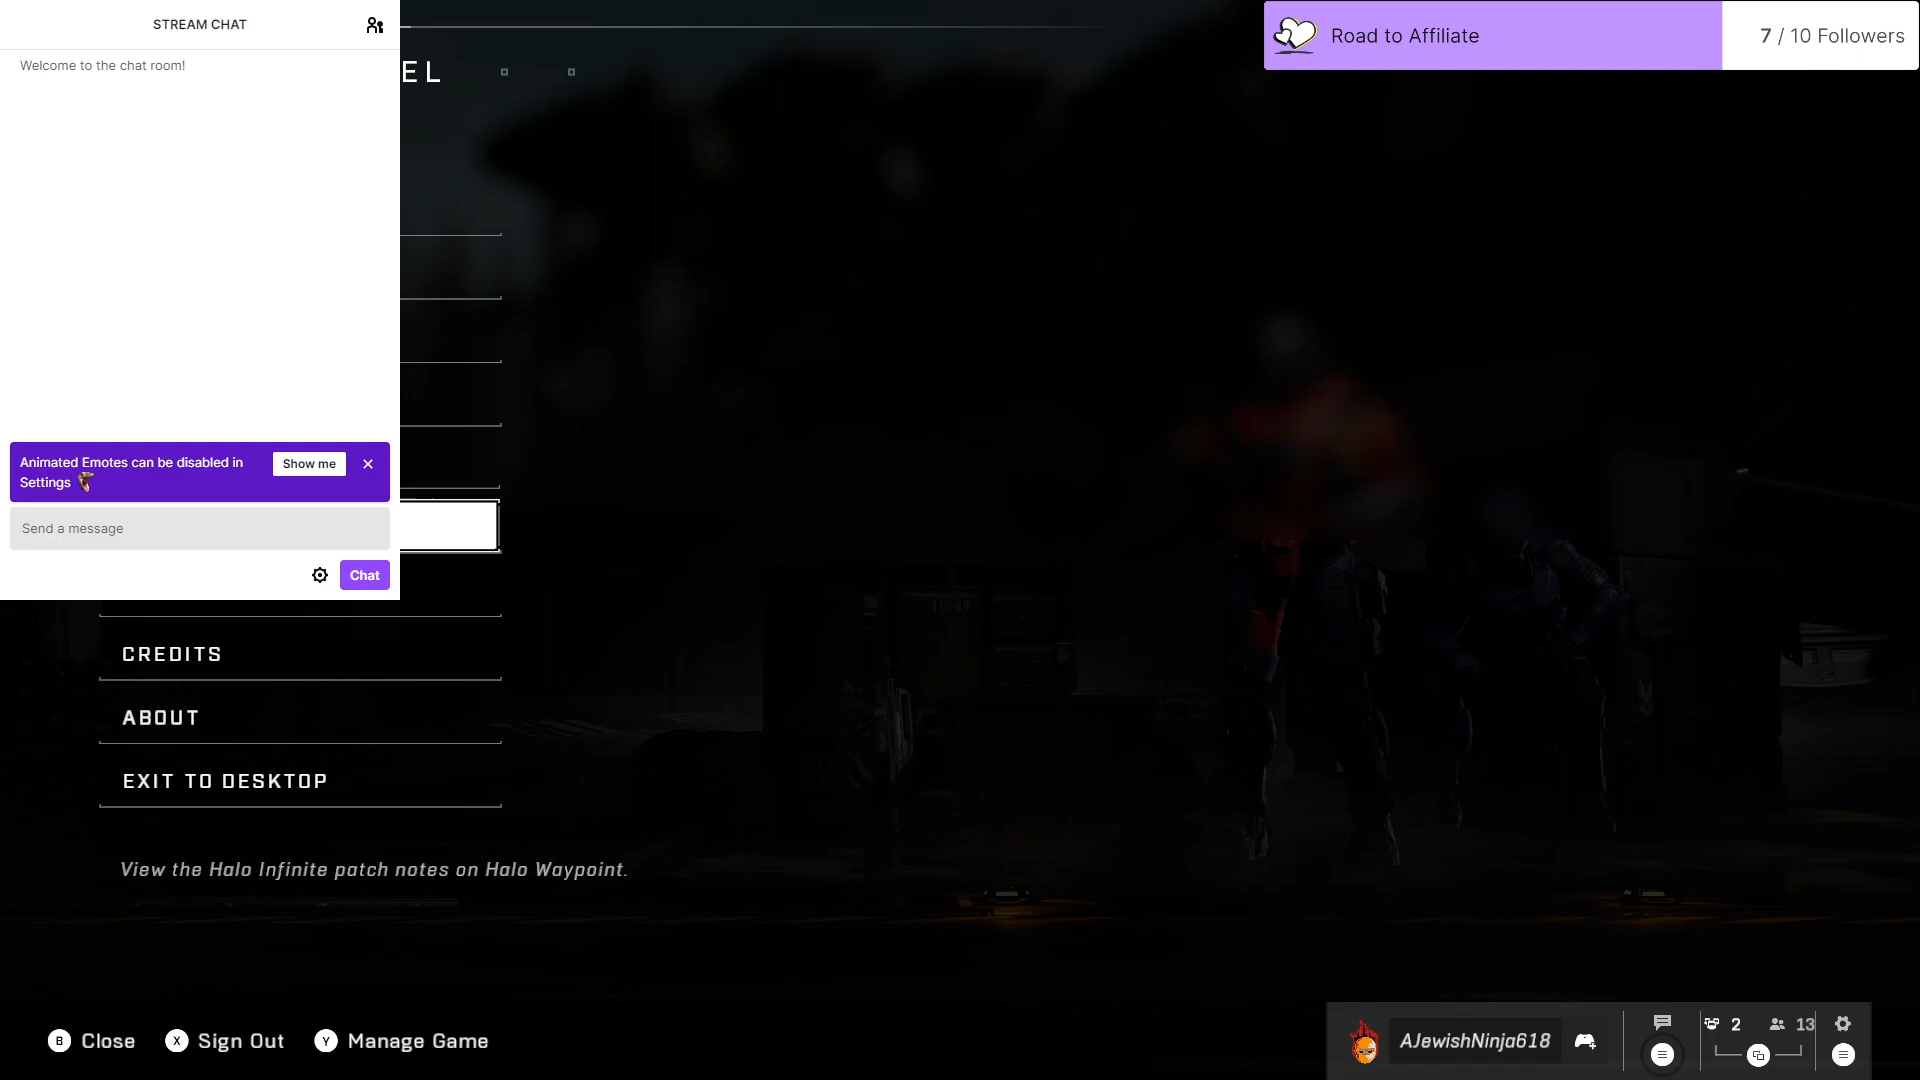 STREAM CHAT
Welcome to the chat room!
EL
Road to Affiliate
7 / 10 Followers
Animated Emotes can be disabled in
Settings
Show me
Send a message
Chat
CREDITS
ABOUT
EXIT TO DESKTOP
View the Halo Infinite patch notes on Halo Waypoint.
B Close
X Sign Out
Y Manage Game
AJewishNinja618
2
13